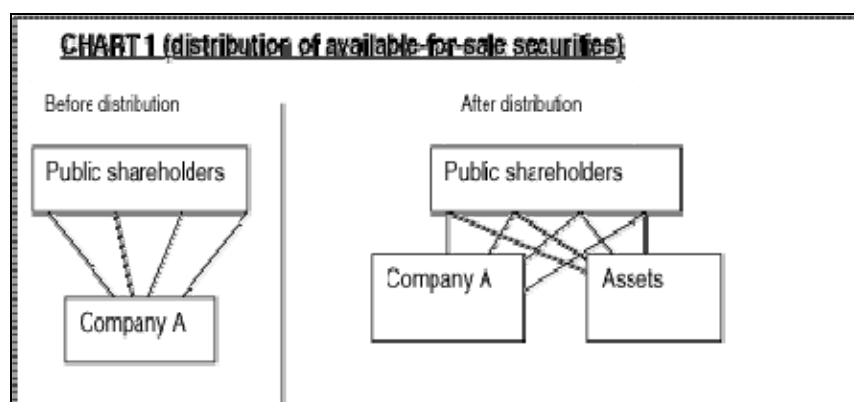 CHART 1 (distribution of available-for-sale securities)
Before distribution
After distribution
Public shareholders
Public shareholders
Company A
Assets
Company A